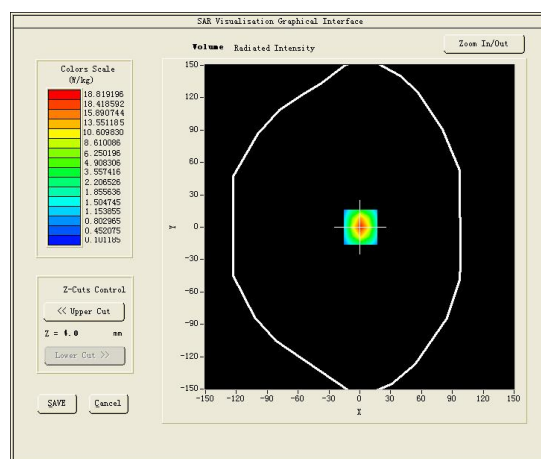 SAR Visualisation Graphical Interface
Volume Radiated Intensity
Zoom In/Out
Colors Scale
(W/kg)
18.819196
18.418592
15.890744
13.551185
10.609830
8.610086
6.250196
4.908306
3.557416
2.206526
1.855636
1.504745
1.153855
0.802965
0.452075
0.101185
Z-Cuts Control
<< Upper Cut
Z = 4.0 mm
Lower Cut >>
SAVE Cancel
150
120
90
60
30
0
-30
-60
-90
-120
-150
Y
-150 -120 -90 -60 -30 0 30 60 90 120 150
X